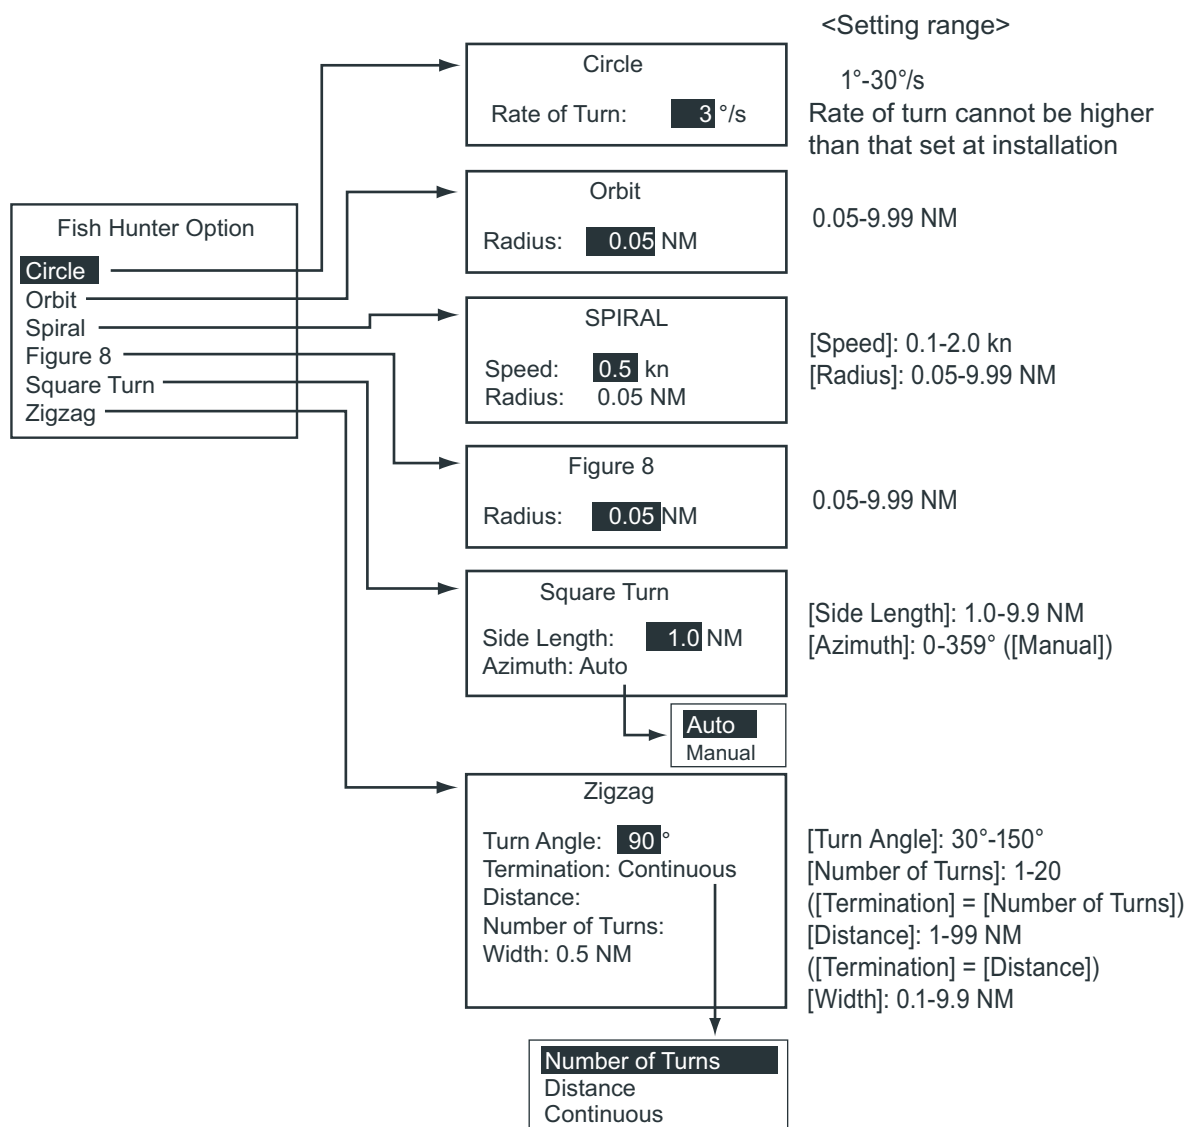 <Setting range>
Circle
Rate of Turn: 3 °/s
1°-30°/s
Rate of turn cannot be higher
than that set at installation
Orbit
Radius: 0.05 NM
0.05-9.99 NM
Fish Hunter Option
Circle
Orbit
Spiral
Figure 8
Square Turn
Zigzag
SPIRAL
Speed: 0.5 kn
Radius: 0.05 NM
[Speed]: 0.1-2.0 kn
[Radius]: 0.05-9.99 NM
Figure 8
Radius: 0.05 NM
0.05-9.99 NM
Square Turn
Side Length: 1.0 NM
Azimuth: Auto
[Side Length]: 1.0-9.9 NM
[Azimuth]: 0-359° ([Manual])
Auto
Manual
Zigzag
Turn Angle: 90 °
Termination: Continuous
Distance:
Number of Turns:
Width: 0.5 NM
[Turn Angle]: 30°-150°
[Number of Turns]: 1-20
([Termination] = [Number of Turns])
[Distance]: 1-99 NM
([Termination] = [Distance])
[Width]: 0.1-9.9 NM
Number of Turns
Distance
Continuous